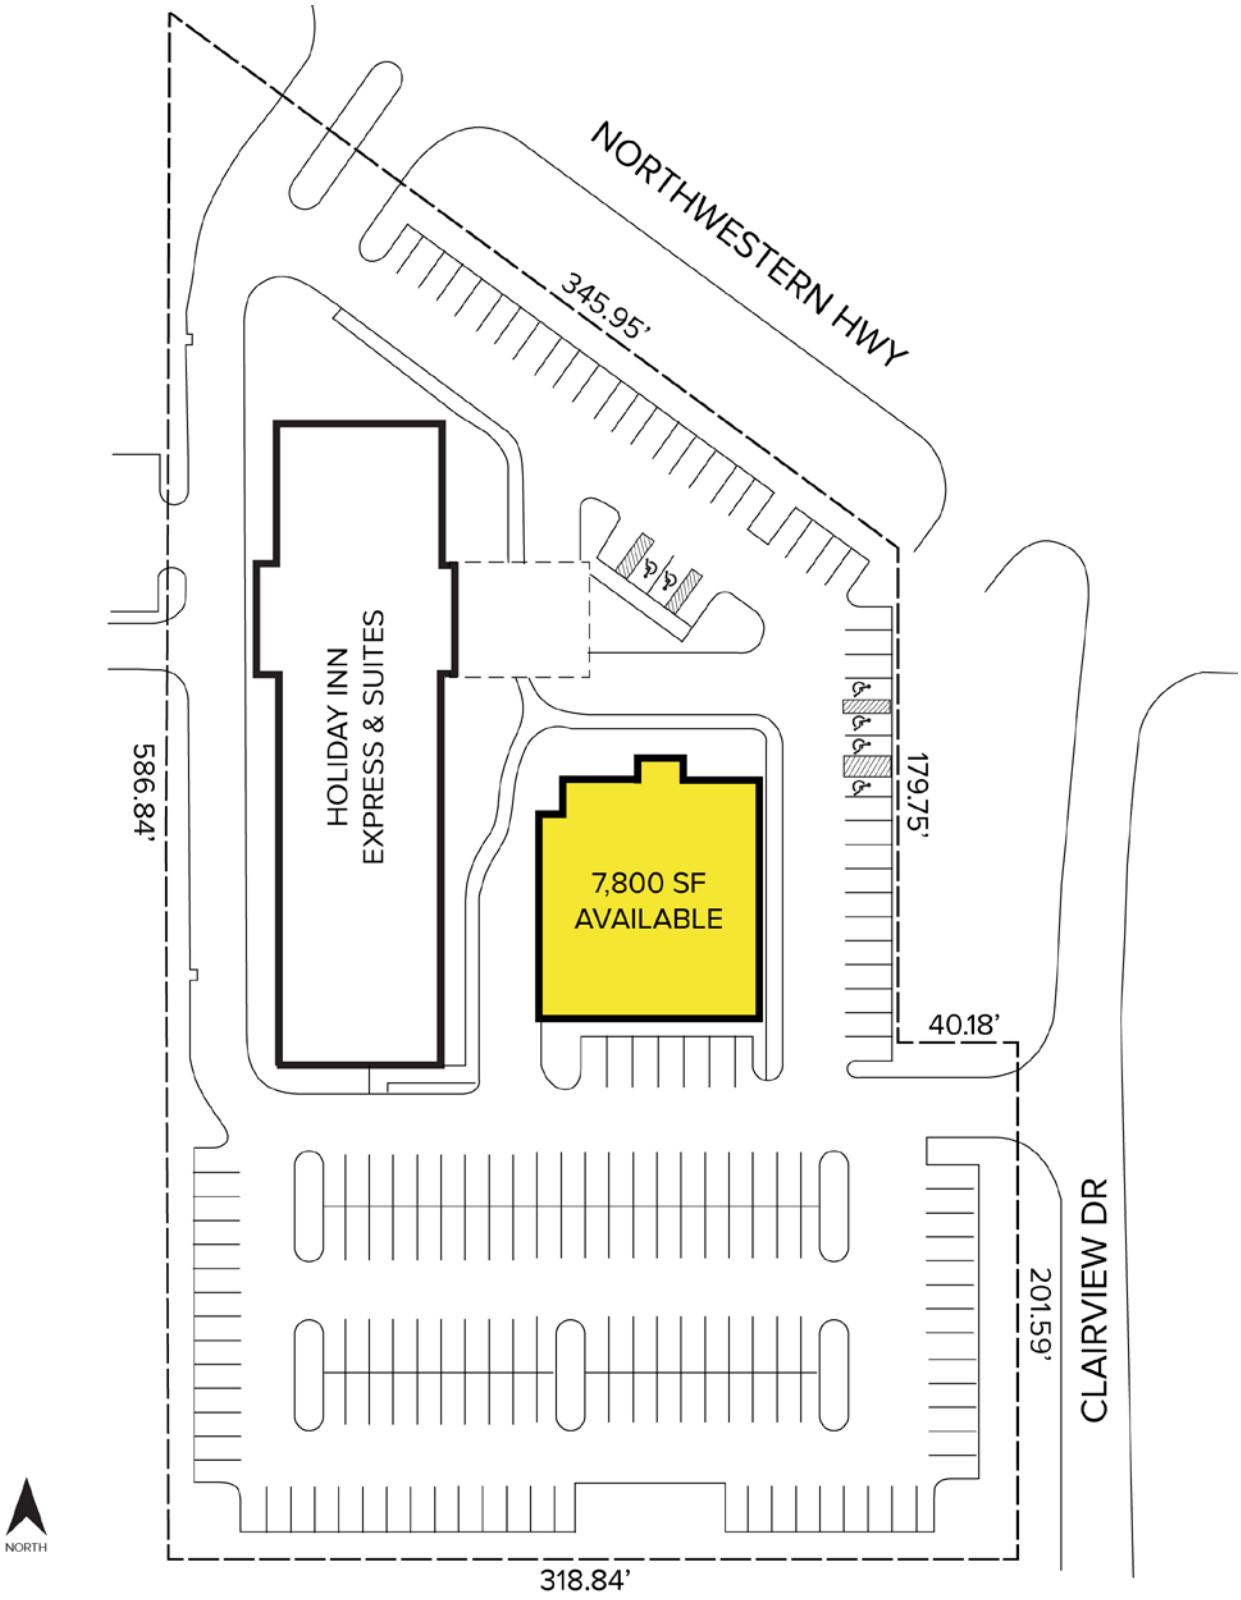 NORTHWESTERN HWY
345.95’
HOLIDAY INN
EXPRESS & SUITES
586.84’
179.75’
7,800 SF
AVAILABLE
40.18’
201.59’
CLAIRVIEW DR
NORTH
318.84’